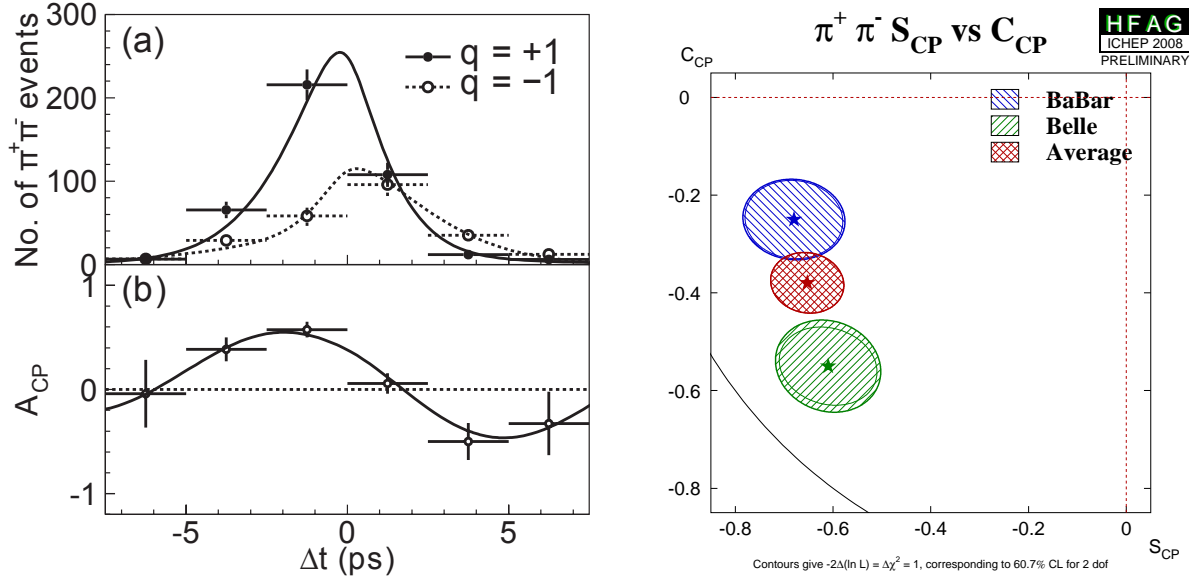 300
200
100
0
No. of π⁺π⁻ events
(a)
q = +1
q = −1
1
0
-1
A_CP
(b)
-5
0
5
Δt (ps)
π⁺ π⁻ S_CP vs C_CP
HFAG
ICHEP 2008
PRELIMINARY
C_CP
BaBar
Belle
Average
0
-0.2
-0.4
-0.6
-0.8
-0.8
-0.6
-0.4
-0.2
0
S_CP
Contours give -2Δ(ln L) = Δχ² = 1, corresponding to 60.7% CL for 2 dof